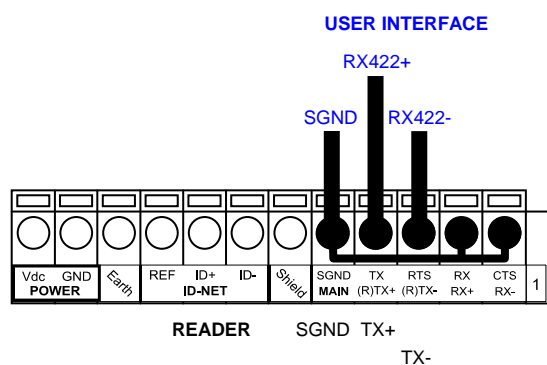 USER INTERFACE
RX422+
SGND RX422-
Vdc GND Earth REF ID+ ID- Shield SGND TX RTS RX CTS 1
POWER ID-NET MAIN (R)TX+ (R)TX- RX+ RX-
READER SGND TX+
TX-